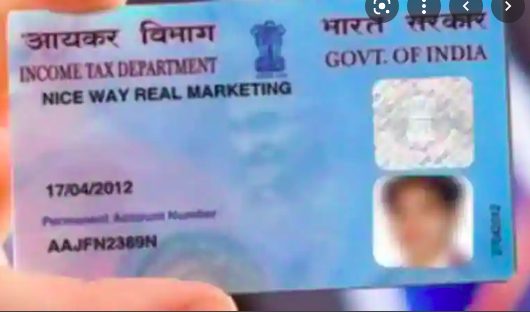 आयकर विभाग
INCOME TAX DEPARTMENT
भारत सरकार
GOVT. OF INDIA
NICE WAY REAL MARKETING
17/04/2012
Permanent Account Number
AAJFN2369N